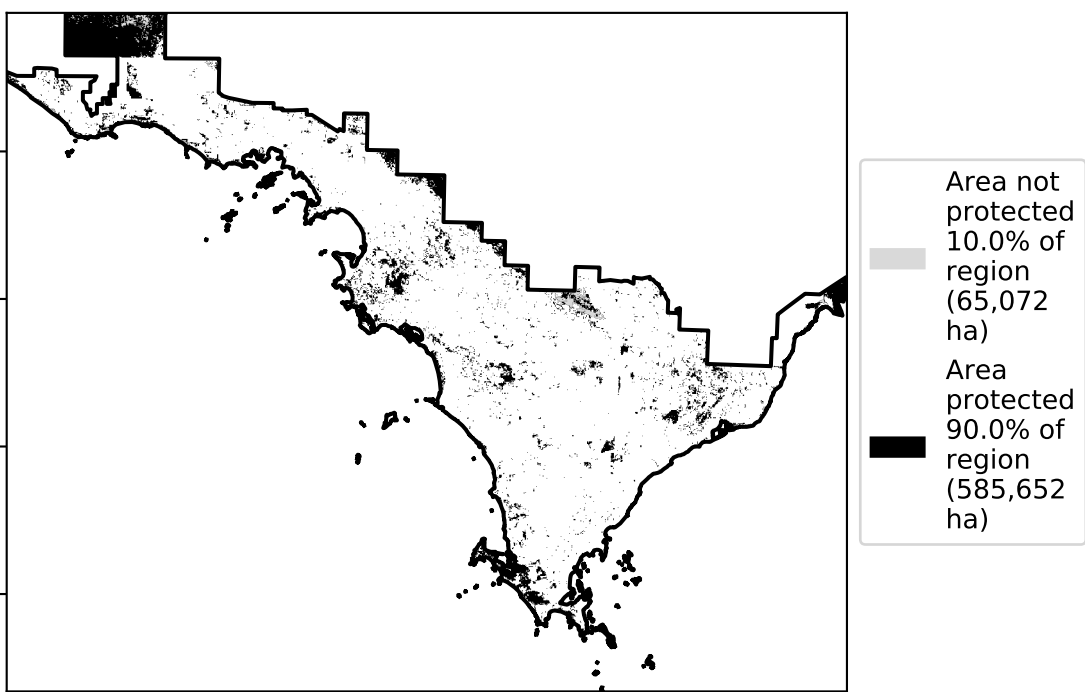 Area not
protected
10.0% of
region
(65,072
ha)
Area
protected
90.0% of
region
(585,652
ha)